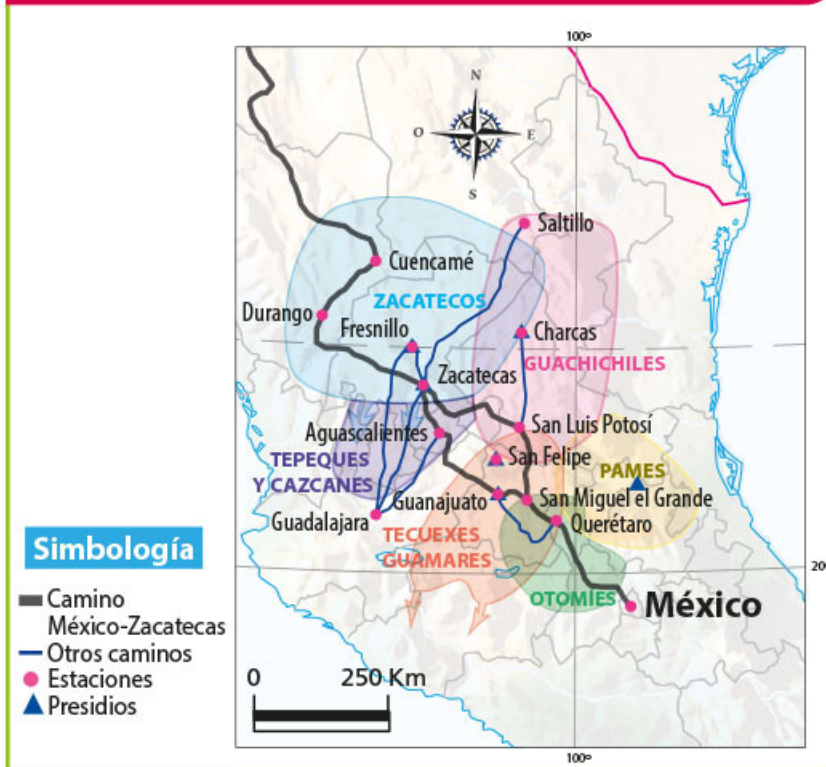 100º
N
O
E
S
Saltillo
Cuencamé
ZACATECOS
Durango
Fresnillo
Charcas
GUACHICHILES
Zacatecas
Aguascalientes
San Luis Potosí
San Felipe
TEPEQUES
Y CAZCANES
PAMES
Guanajuato
San Miguel el Grande
Guadalajara
Querétaro
TECUEXES
GUAMARES
OTOMÍES
México
20
Simbología
Camino
México-Zacatecas
Otros caminos
Estaciones
Presidios
0 250 Km
100º